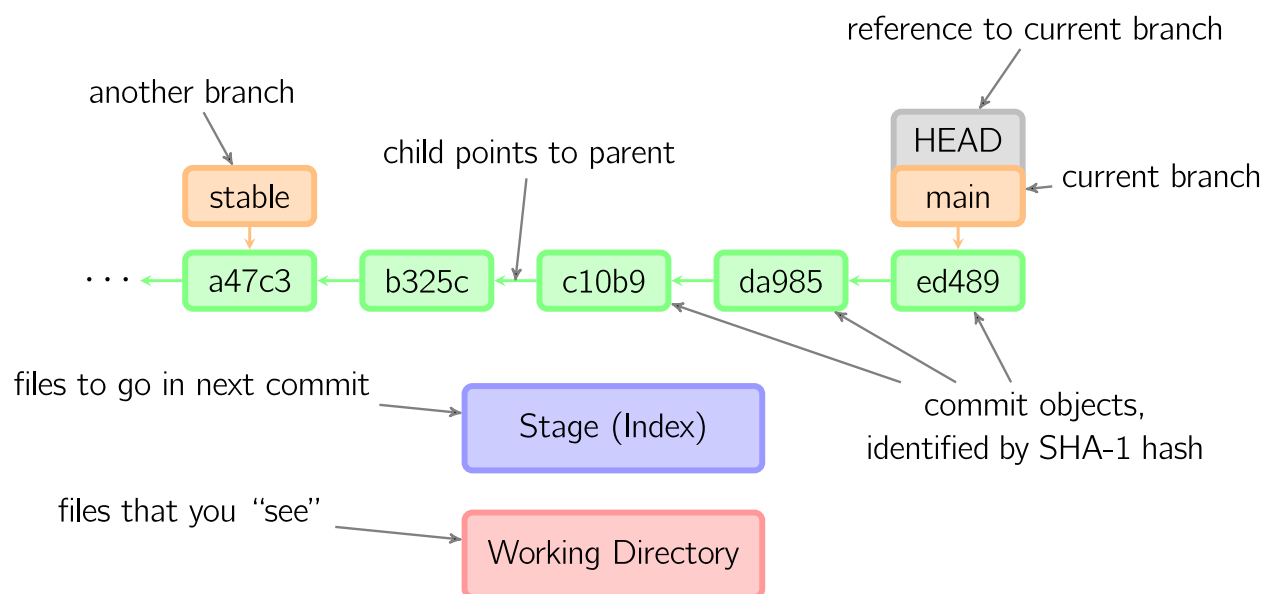 reference to current branch
another branch
HEAD
child points to parent
current branch
stable
main
··· a47c3 b325c c10b9 da985 ed489
files to go in next commit
Stage (Index)
commit objects,
identified by SHA-1 hash
files that you “see”
Working Directory